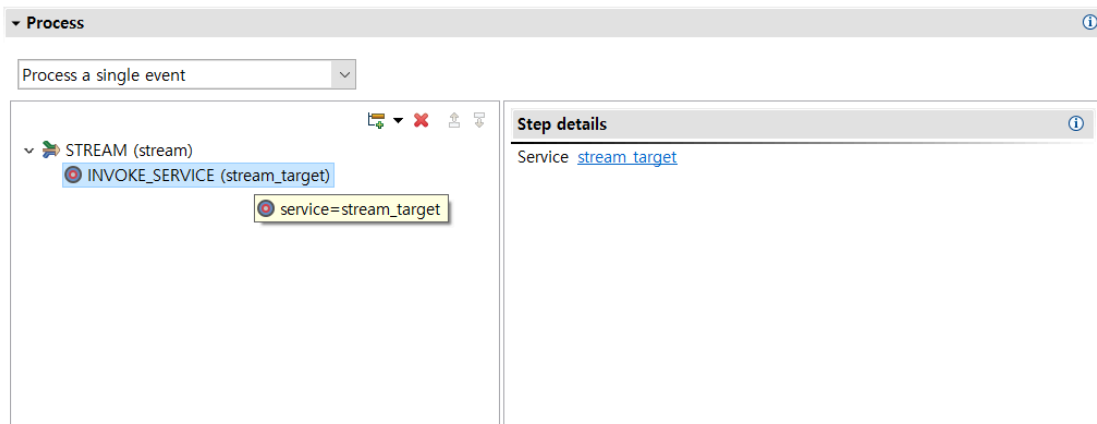 Process
Process a single event
STREAM (stream)
INVOKE_SERVICE (stream_target)
service=stream_target
Step details
Service stream_target